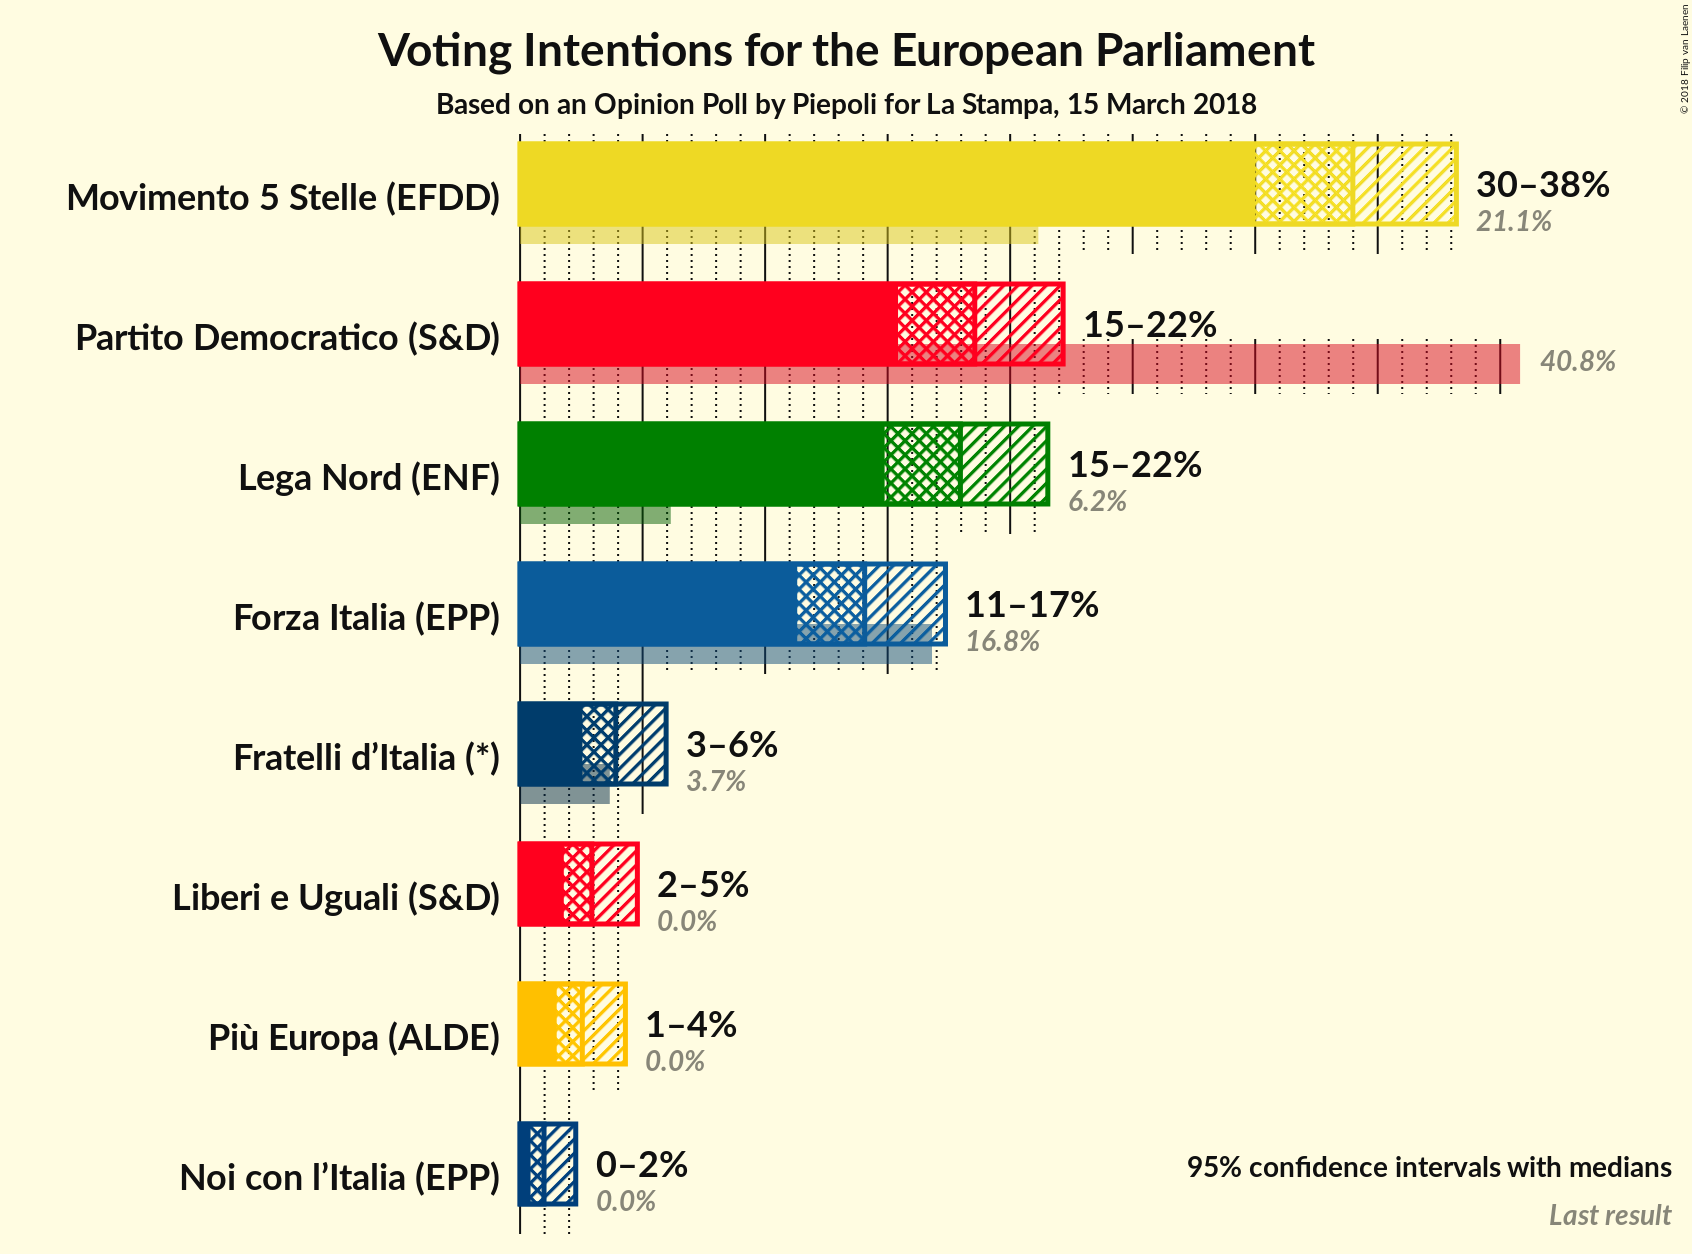 Voting Intentions for the European Parliament
Based on an Opinion Poll by Piepoli for La Stampa, 15 March 2018
© 2018 Filip van Laenen
Movimento 5 Stelle (EFDD)
30–38%
21.1%
Partito Democratico (S&D)
15–22%
40.8%
Lega Nord (ENF)
15–22%
6.2%
Forza Italia (EPP)
11–17%
16.8%
Fratelli d’Italia (*)
3–6%
3.7%
Liberi e Uguali (S&D)
2–5%
0.0%
Più Europa (ALDE)
1–4%
0.0%
Noi con l’Italia (EPP)
0–2%
0.0%
95% confidence intervals with medians
Last result